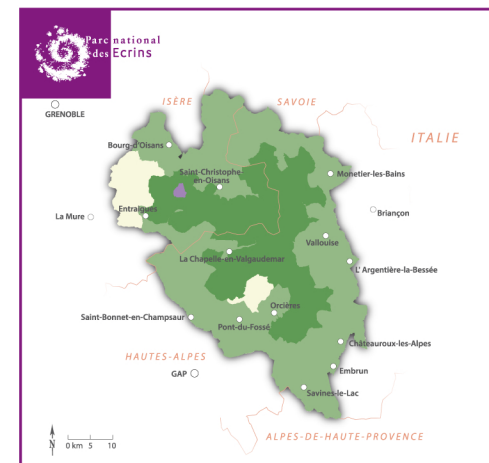 Parc national
des Ecrins
ISÈRE
SAVOIE
GRENOBLE
ITALIE
Bourg-d'Oisans
Saint-Christophe
en-Oisans
Monetier-les-Bains
Entraigues
La Mure
Briançon
Vallouise
La Chapelle-en-Valgaudemar
L'Argentière-la-Bessée
Orcières
Saint-Bonnet-en-Champsaur
Pont-du-Fossé
Châteauroux-les-Alpes
HAUTES-ALPES
GAP
Embrun
Savines-le-Lac
N
0 km 5 10
ALPES-DE-HAUTE-PROVENCE